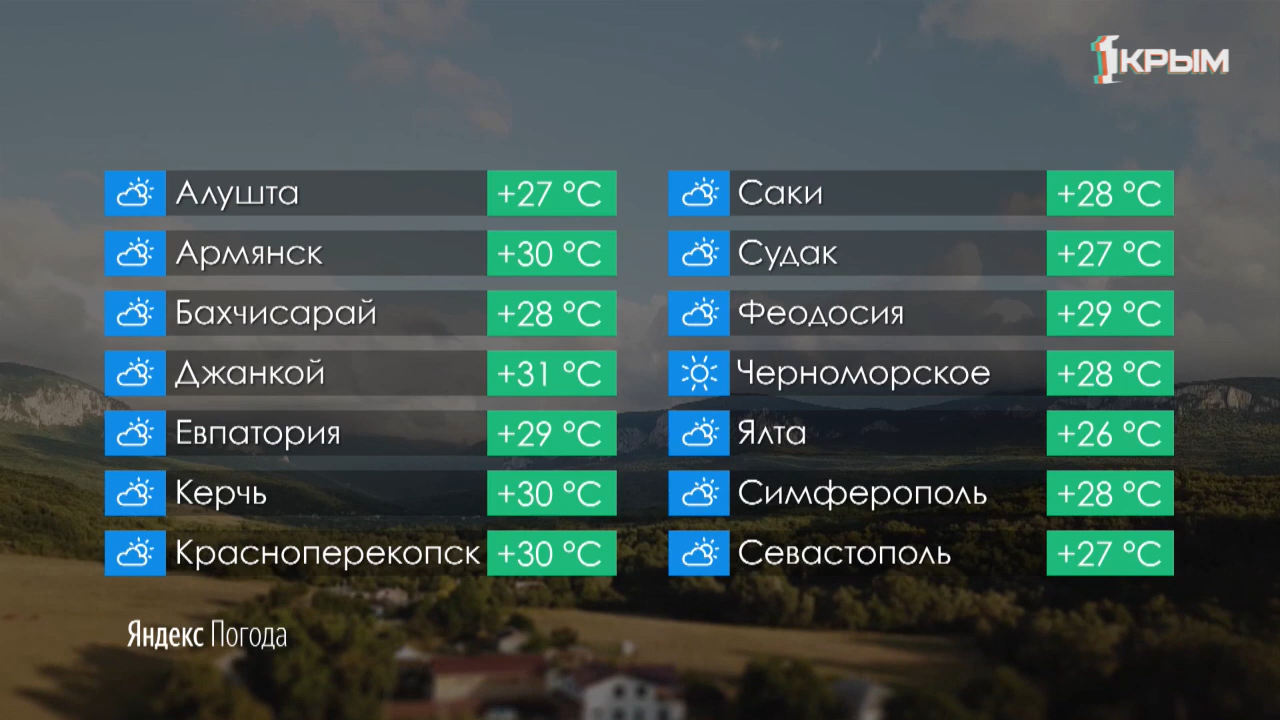 1КРЫМ
Алушта +27 °C
Армянск +30 °C
Бахчисарай +28 °C
Джанкой +31 °C
Евпатория +29 °C
Керчь +30 °C
Красноперекопск +30 °C
Саки +28 °C
Судак +27 °C
Феодосия +29 °C
Черноморское +28 °C
Ялта +26 °C
Симферополь +28 °C
Севастополь +27 °C
Яндекс Погода